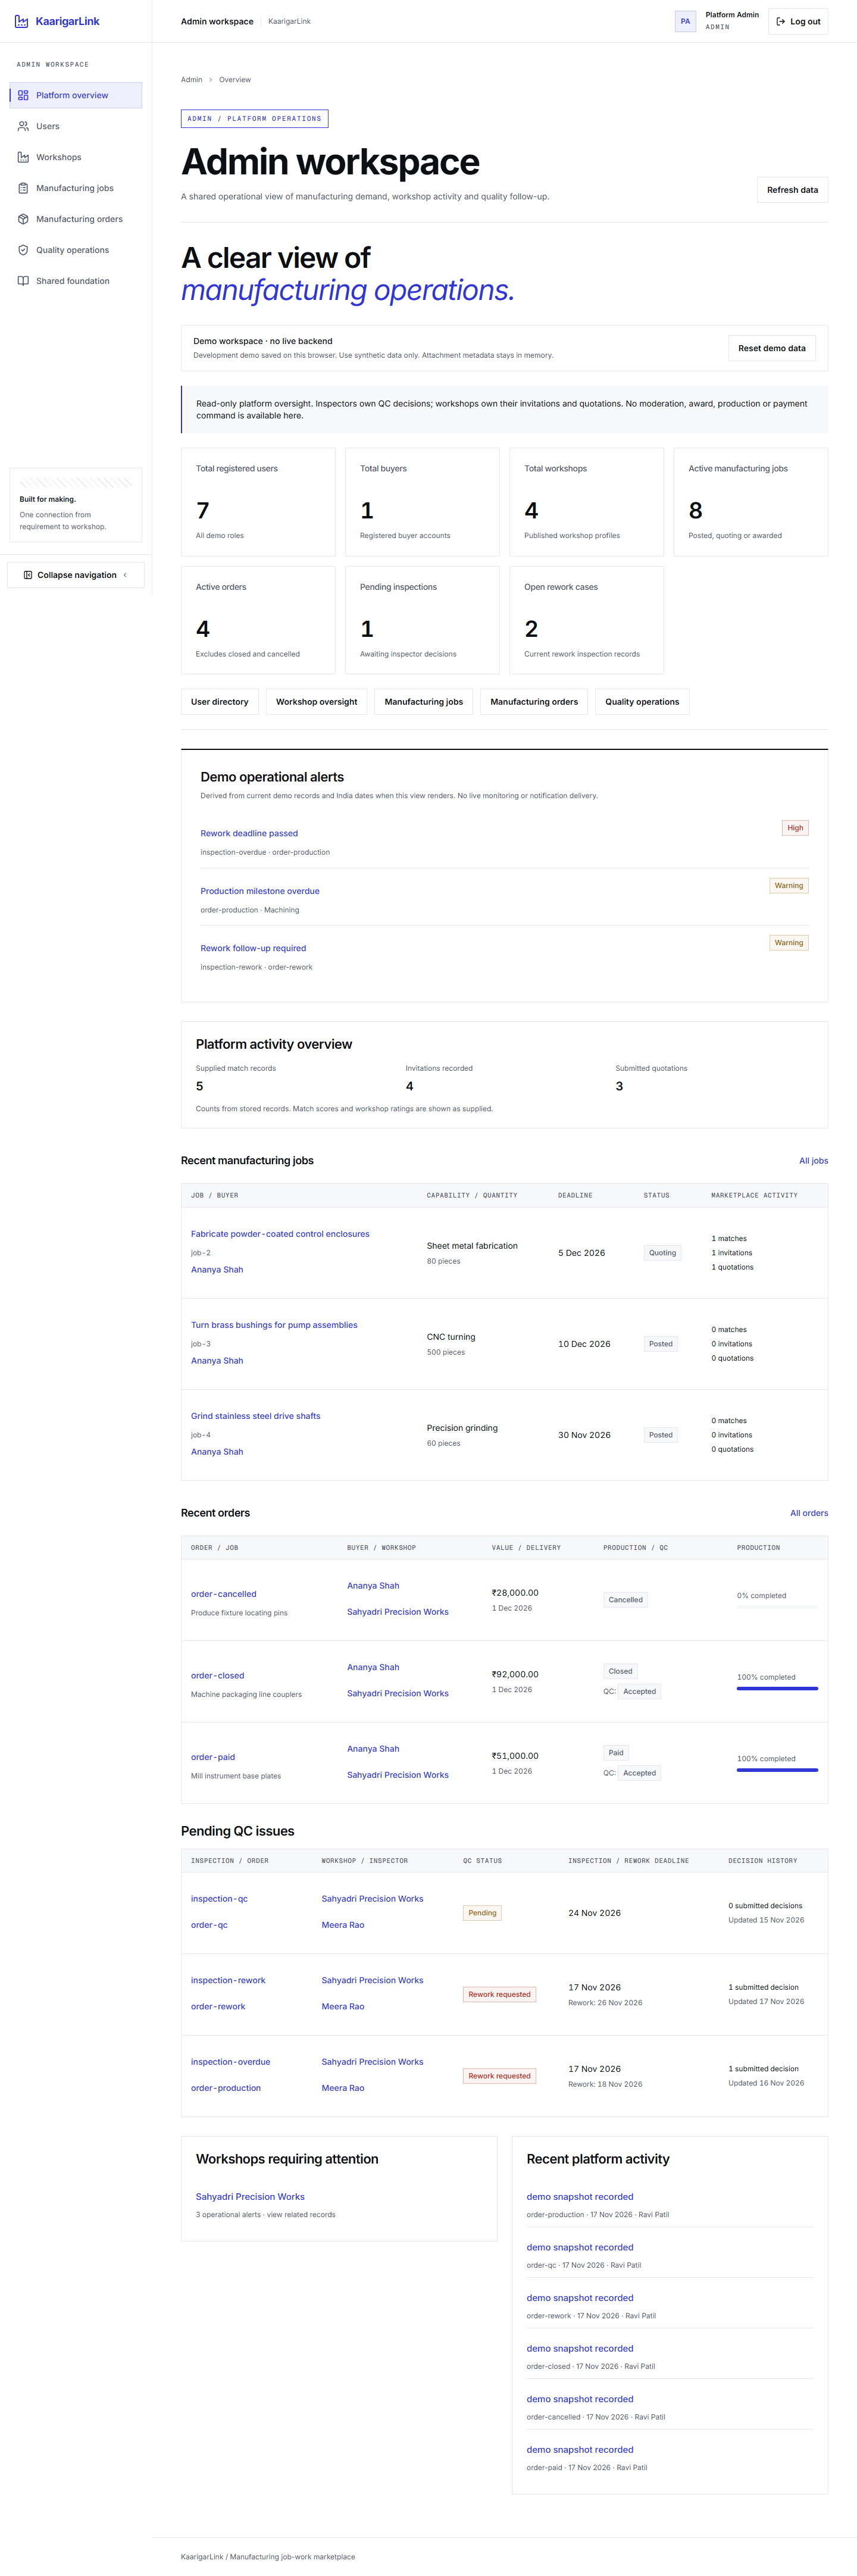 KaarigarLink
Admin workspace
KaarigarLink
PA
Platform Admin
ADMIN
Log out
ADMIN WORKSPACE
Platform overview
Users
Workshops
Manufacturing jobs
Manufacturing orders
Quality operations
Shared foundation
Built for making.
One connection from
requirement to workshop.
Collapse navigation
Admin > Overview
ADMIN / PLATFORM OPERATIONS
Admin workspace
A shared operational view of manufacturing demand, workshop activity and quality follow-up.
Refresh data
A clear view of
manufacturing operations.
Demo workspace · no live backend
Development demo saved on this browser. Use synthetic data only. Attachment metadata stays in memory.
Reset demo data
Read-only platform oversight. Inspectors own QC decisions; workshops own their invitations and quotations. No moderation, award, production or payment
command is available here.
Total registered users
7
All demo roles
Total buyers
1
Registered buyer accounts
Total workshops
4
Published workshop profiles
Active manufacturing jobs
8
Posted, quoting or awarded
Active orders
4
Excludes closed and cancelled
Pending inspections
1
Awaiting inspector decisions
Open rework cases
2
Current rework inspection records
User directory
Workshop oversight
Manufacturing jobs
Manufacturing orders
Quality operations
Demo operational alerts
Derived from current demo records and India dates when this view renders. No live monitoring or notification delivery.
Rework deadline passed
High
inspection-overdue · order-production
Production milestone overdue
Warning
order-production · Machining
Rework follow-up required
Warning
inspection-rework · order-rework
Platform activity overview
Supplied match records
5
Invitations recorded
4
Submitted quotations
3
Counts from stored records. Match scores and workshop ratings are shown as supplied.
Recent manufacturing jobs
All jobs
JOB / BUYER CAPABILITY / QUANTITY DEADLINE STATUS MARKETPLACE ACTIVITY
Fabricate powder-coated control enclosures
job-2
Ananya Shah
Sheet metal fabrication
80 pieces
5 Dec 2026
Quoting
1 matches
1 invitations
1 quotations
Turn brass bushings for pump assemblies
job-3
Ananya Shah
CNC turning
500 pieces
10 Dec 2026
Posted
0 matches
0 invitations
0 quotations
Grind stainless steel drive shafts
job-4
Ananya Shah
Precision grinding
60 pieces
30 Nov 2026
Posted
0 matches
0 invitations
0 quotations
Recent orders
All orders
ORDER / JOB BUYER / WORKSHOP VALUE / DELIVERY PRODUCTION / QC PRODUCTION
order-cancelled
Produce fixture locating pins
Ananya Shah
Sahyadri Precision Works
₹28,000.00
1 Dec 2026
Cancelled
0% completed
order-closed
Machine packaging line couplers
Ananya Shah
Sahyadri Precision Works
₹92,000.00
1 Dec 2026
Closed
QC: Accepted
100% completed
order-paid
Mill instrument base plates
Ananya Shah
Sahyadri Precision Works
₹51,000.00
1 Dec 2026
Paid
QC: Accepted
100% completed
Pending QC issues
INSPECTION / ORDER WORKSHOP / INSPECTOR QC STATUS INSPECTION / REWORK DEADLINE DECISION HISTORY
inspection-qc
order-qc
Sahyadri Precision Works
Meera Rao
Pending
24 Nov 2026
0 submitted decisions
Updated 15 Nov 2026
inspection-rework
order-rework
Sahyadri Precision Works
Meera Rao
Rework requested
17 Nov 2026
Rework: 26 Nov 2026
1 submitted decision
Updated 17 Nov 2026
inspection-overdue
order-production
Sahyadri Precision Works
Meera Rao
Rework requested
17 Nov 2026
Rework: 18 Nov 2026
1 submitted decision
Updated 16 Nov 2026
Workshops requiring attention
Sahyadri Precision Works
3 operational alerts · view related records
Recent platform activity
demo snapshot recorded
order-production · 17 Nov 2026 · Ravi Patil
demo snapshot recorded
order-qc · 17 Nov 2026 · Ravi Patil
demo snapshot recorded
order-rework · 17 Nov 2026 · Ravi Patil
demo snapshot recorded
order-closed · 17 Nov 2026 · Ravi Patil
demo snapshot recorded
order-cancelled · 17 Nov 2026 · Ravi Patil
demo snapshot recorded
order-paid · 17 Nov 2026 · Ravi Patil
KaarigarLink / Manufacturing job-work marketplace